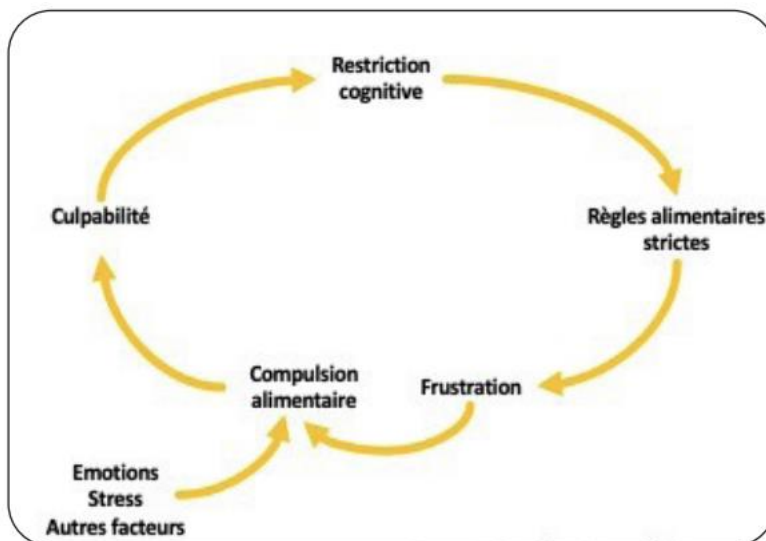 Restriction
cognitive
Culpabilité
Règles alimentaires
strictes
Compulsion
alimentaire
Frustration
Emotions
Stress
Autres facteurs